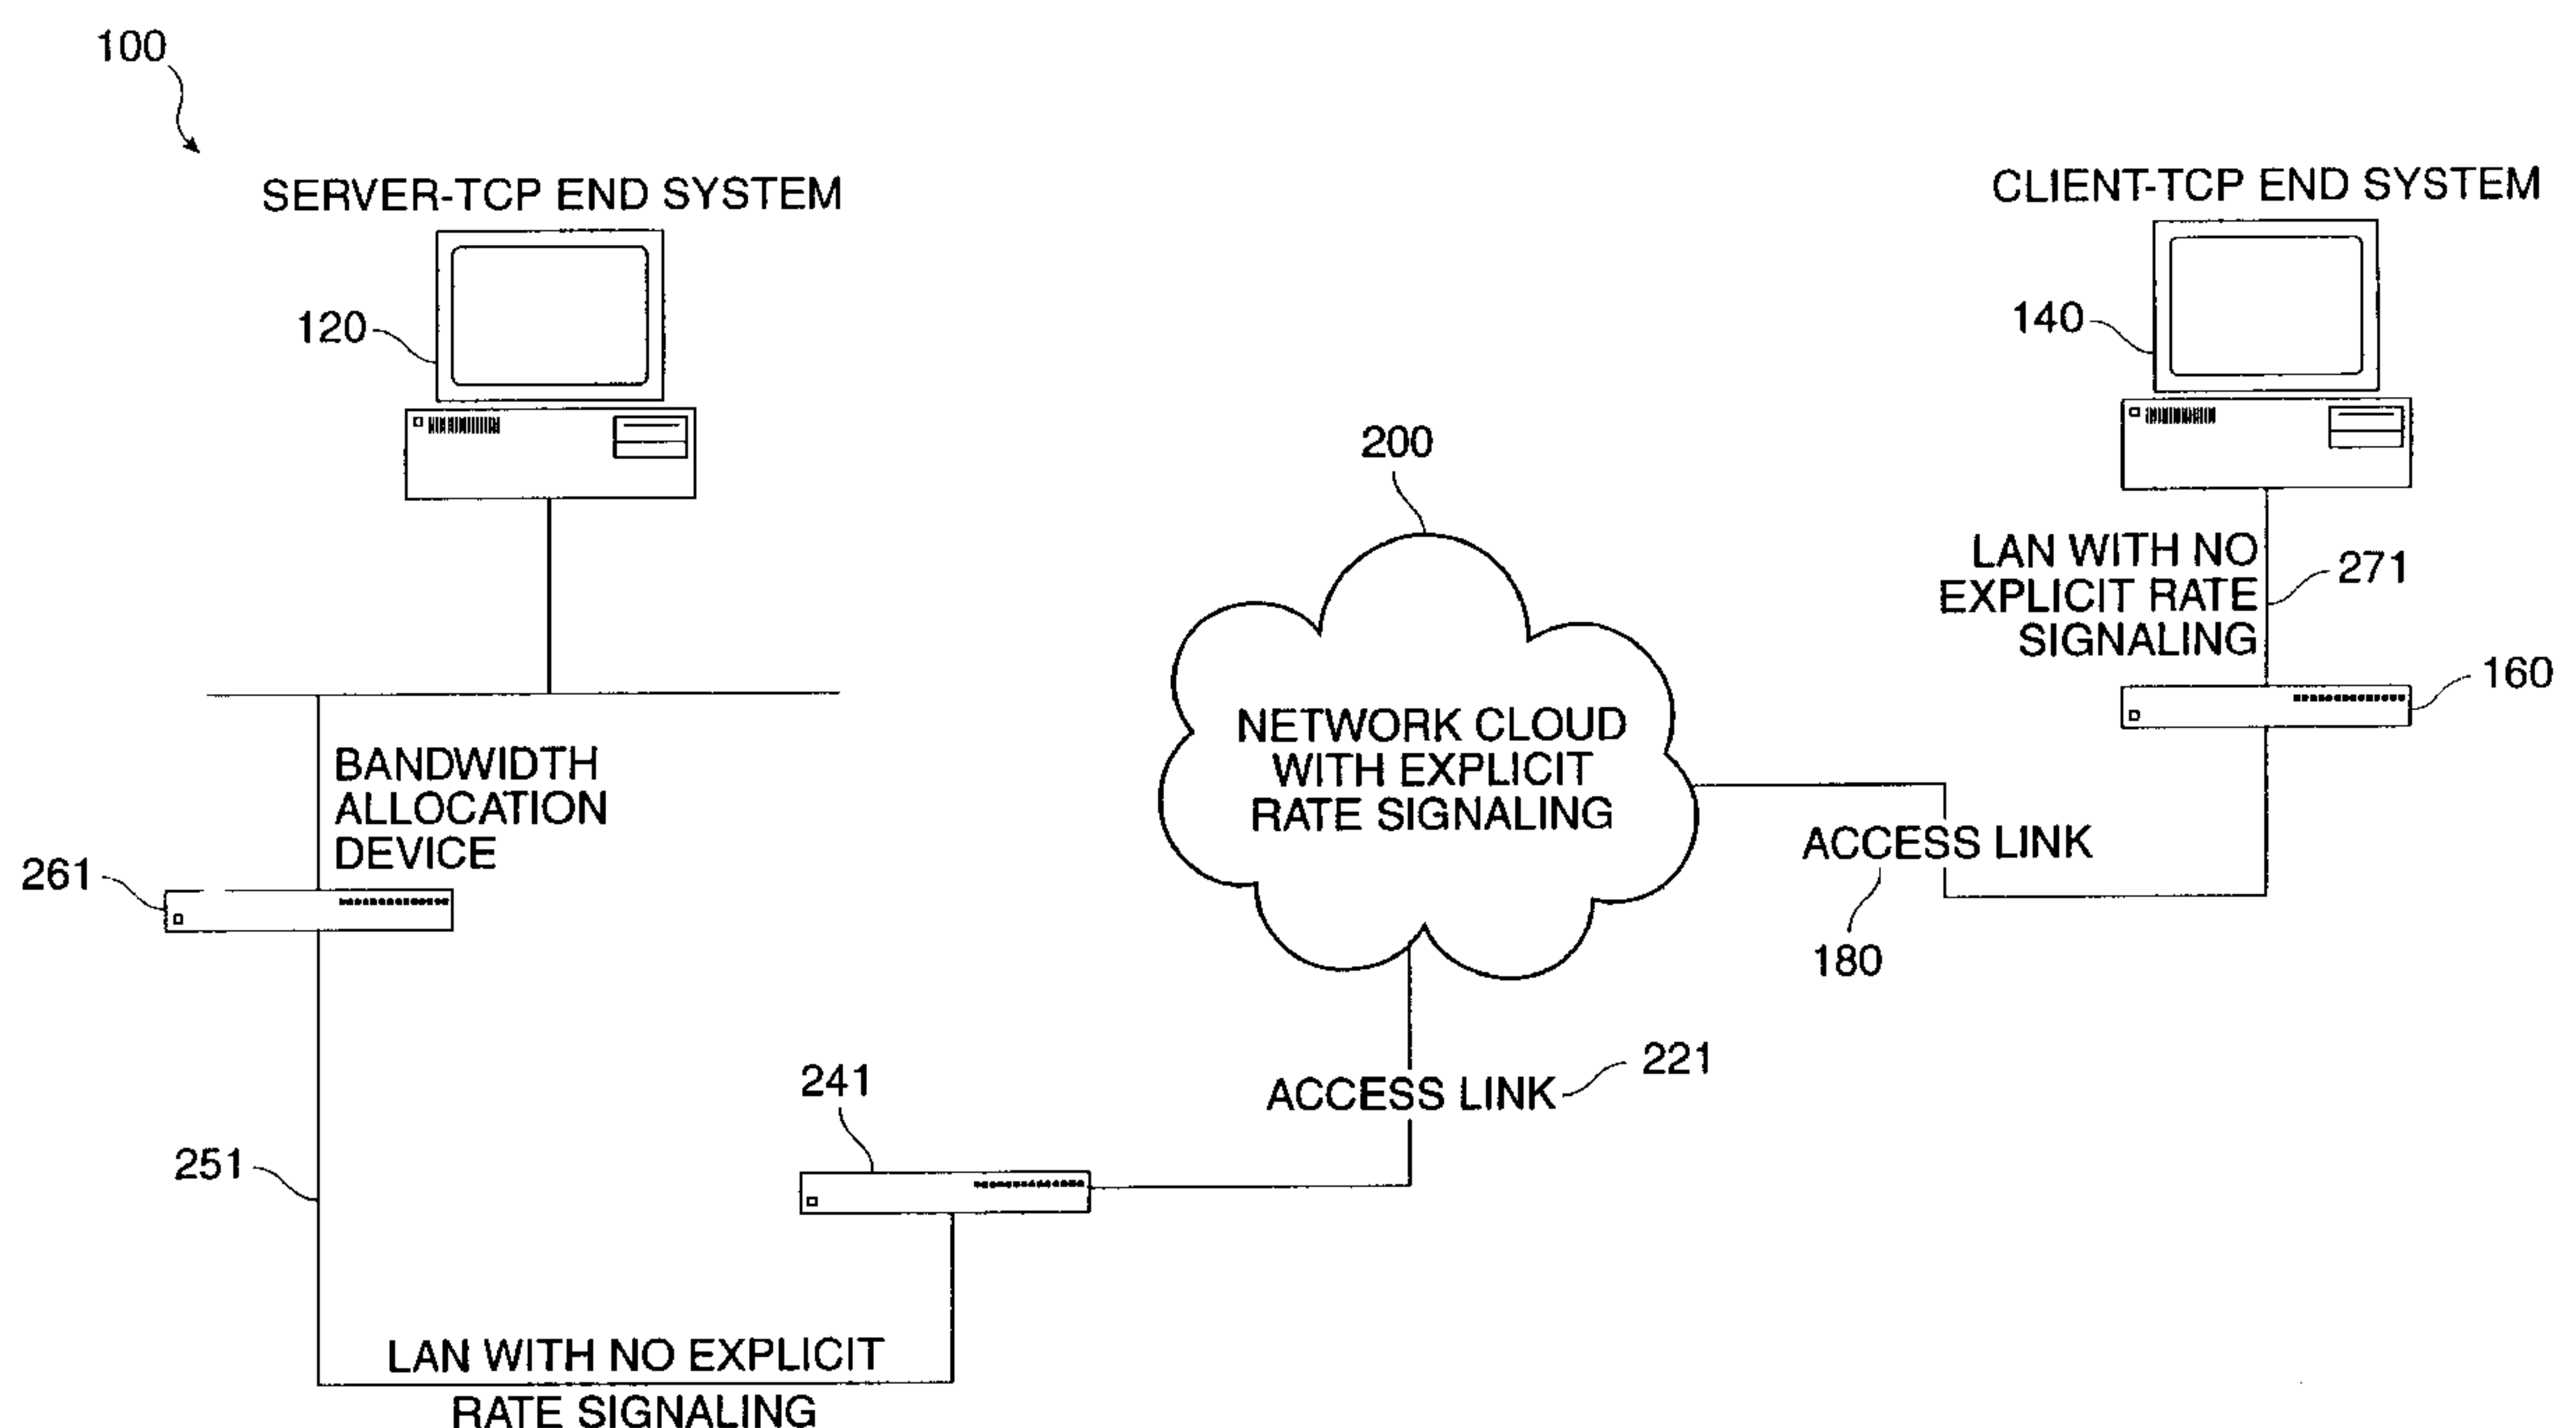 100
SERVER-TCP END SYSTEM
CLIENT-TCP END SYSTEM
120
140
200
LAN WITH NO
EXPLICIT RATE
SIGNALING
271
160
NETWORK CLOUD
WITH EXPLICIT
RATE SIGNALING
BANDWIDTH
ALLOCATION
DEVICE
261
ACCESS LINK
180
241
ACCESS LINK
221
251
LAN WITH NO EXPLICIT
RATE SIGNALING